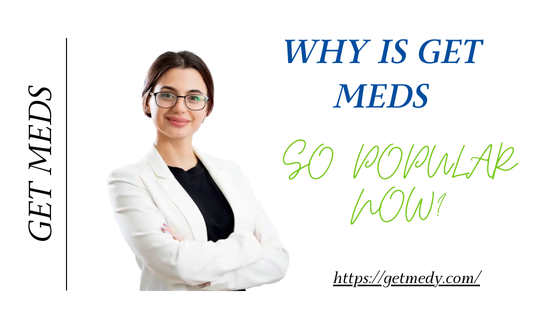 GET MEDS
WHY IS GET
MEDS
SO POPULAR
NOW?
https://getmedy.com/